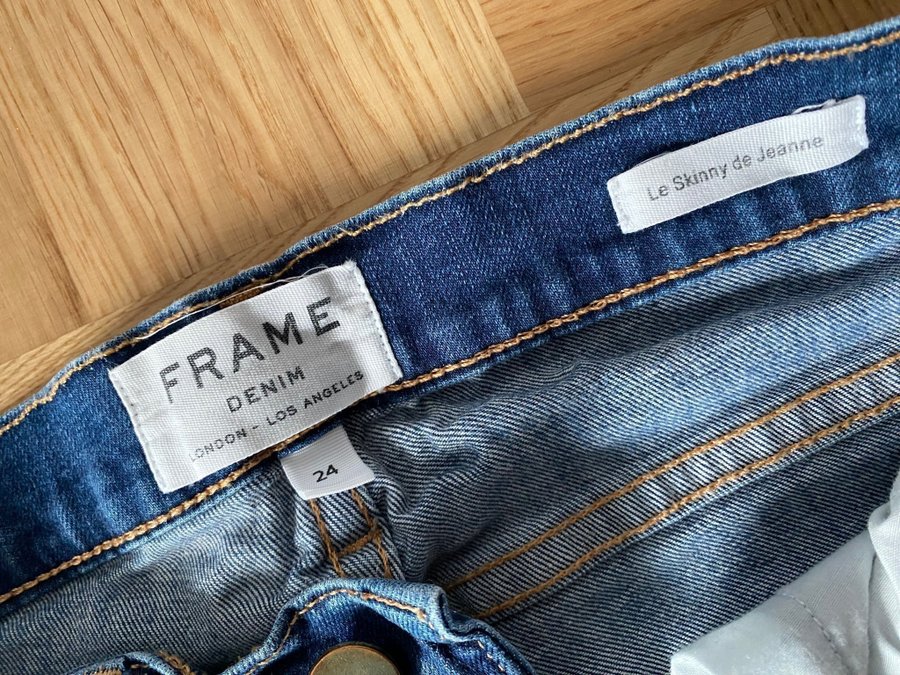 FRAME
DENIM
LONDON - LOS ANGELES
24
Le Skinny de Jeanne